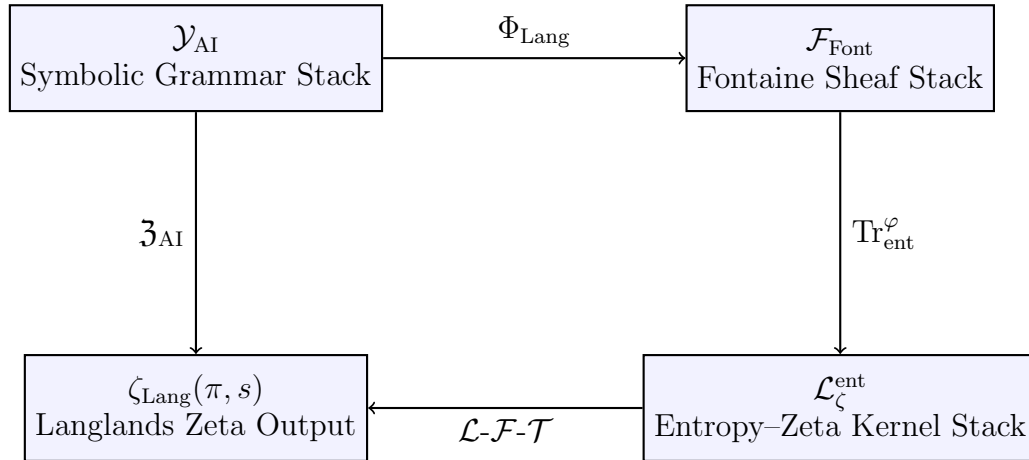 𝒴_AI
Symbolic Grammar Stack
Φ_Lang
ℱ_Font
Fontaine Sheaf Stack
ℨ_AI
Tr^φ_ent
ζ_Lang(π, s)
Langlands Zeta Output
ℒ-ℱ-𝒯
ℒ^ent_ζ
Entropy–Zeta Kernel Stack